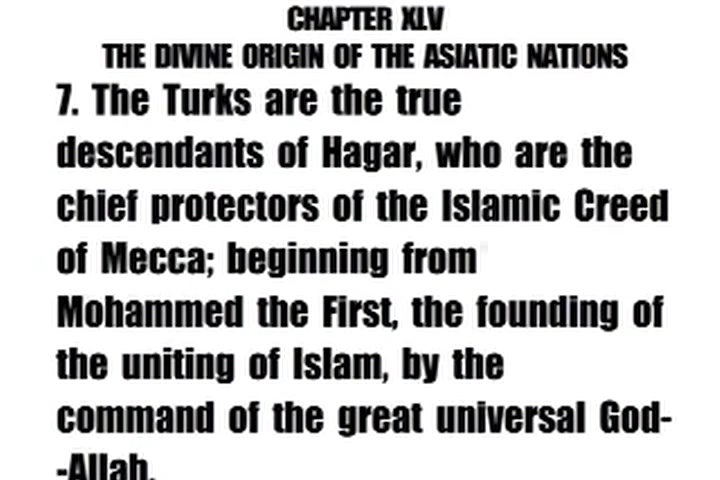 CHAPTER XLV
THE DIVINE ORIGIN OF THE ASIATIC NATIONS
7. The Turks are the true
descendants of Hagar, who are the
chief protectors of the Islamic Creed
of Mecca; beginning from
Mohammed the First, the founding of
the uniting of Islam, by the
command of the great universal God-
-Allah.